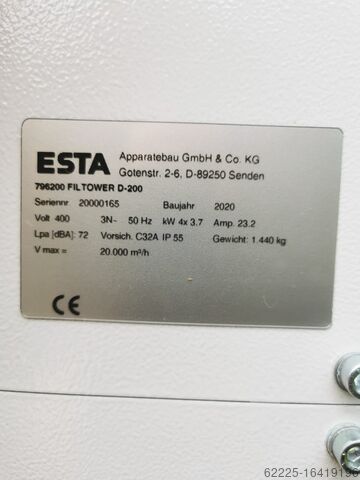 ESTA Apparatebau GmbH & Co. KG
Gotenstr. 2-6, D-89250 Senden
796200 FILTOWER D-200
Seriennr 20000165 Baujahr 2020
Volt 400 3N~ 50 Hz kW 4x 3.7 Amp. 23.2
Lpa [dBA]: 72 Vorsich. C32A IP 55 Gewicht: 1.440 kg
V max = 20.000 m³/h
CE
62225-16419196